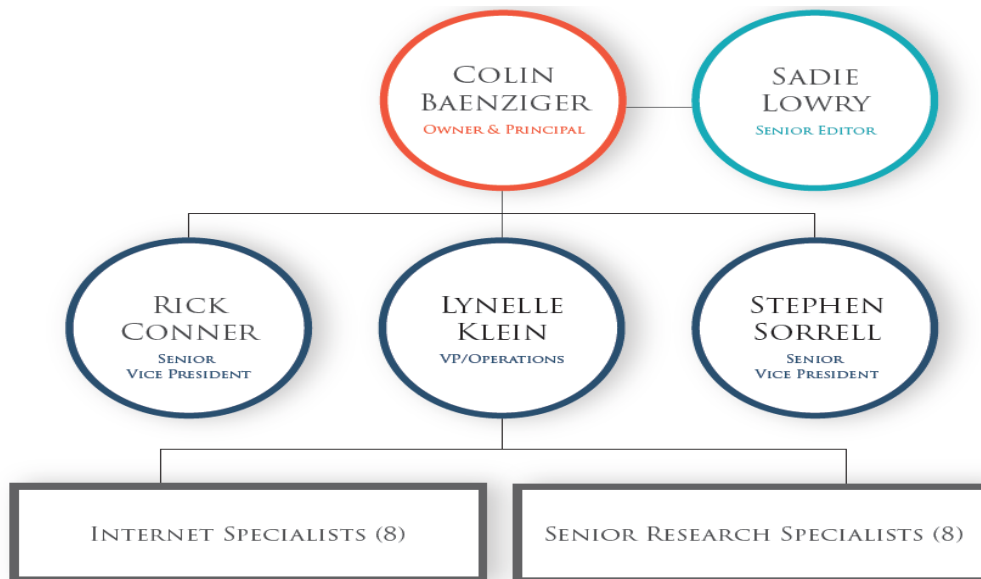 COLIN
BAENZIGER
OWNER & PRINCIPAL
SADIE
LOWRY
SENIOR EDITOR
RICK
CONNER
SENIOR
VICE PRESIDENT
LYNELLE
KLEIN
VP/OPERATIONS
STEPHEN
SORRELL
SENIOR
VICE PRESIDENT
INTERNET SPECIALISTS (8)
SENIOR RESEARCH SPECIALISTS (8)